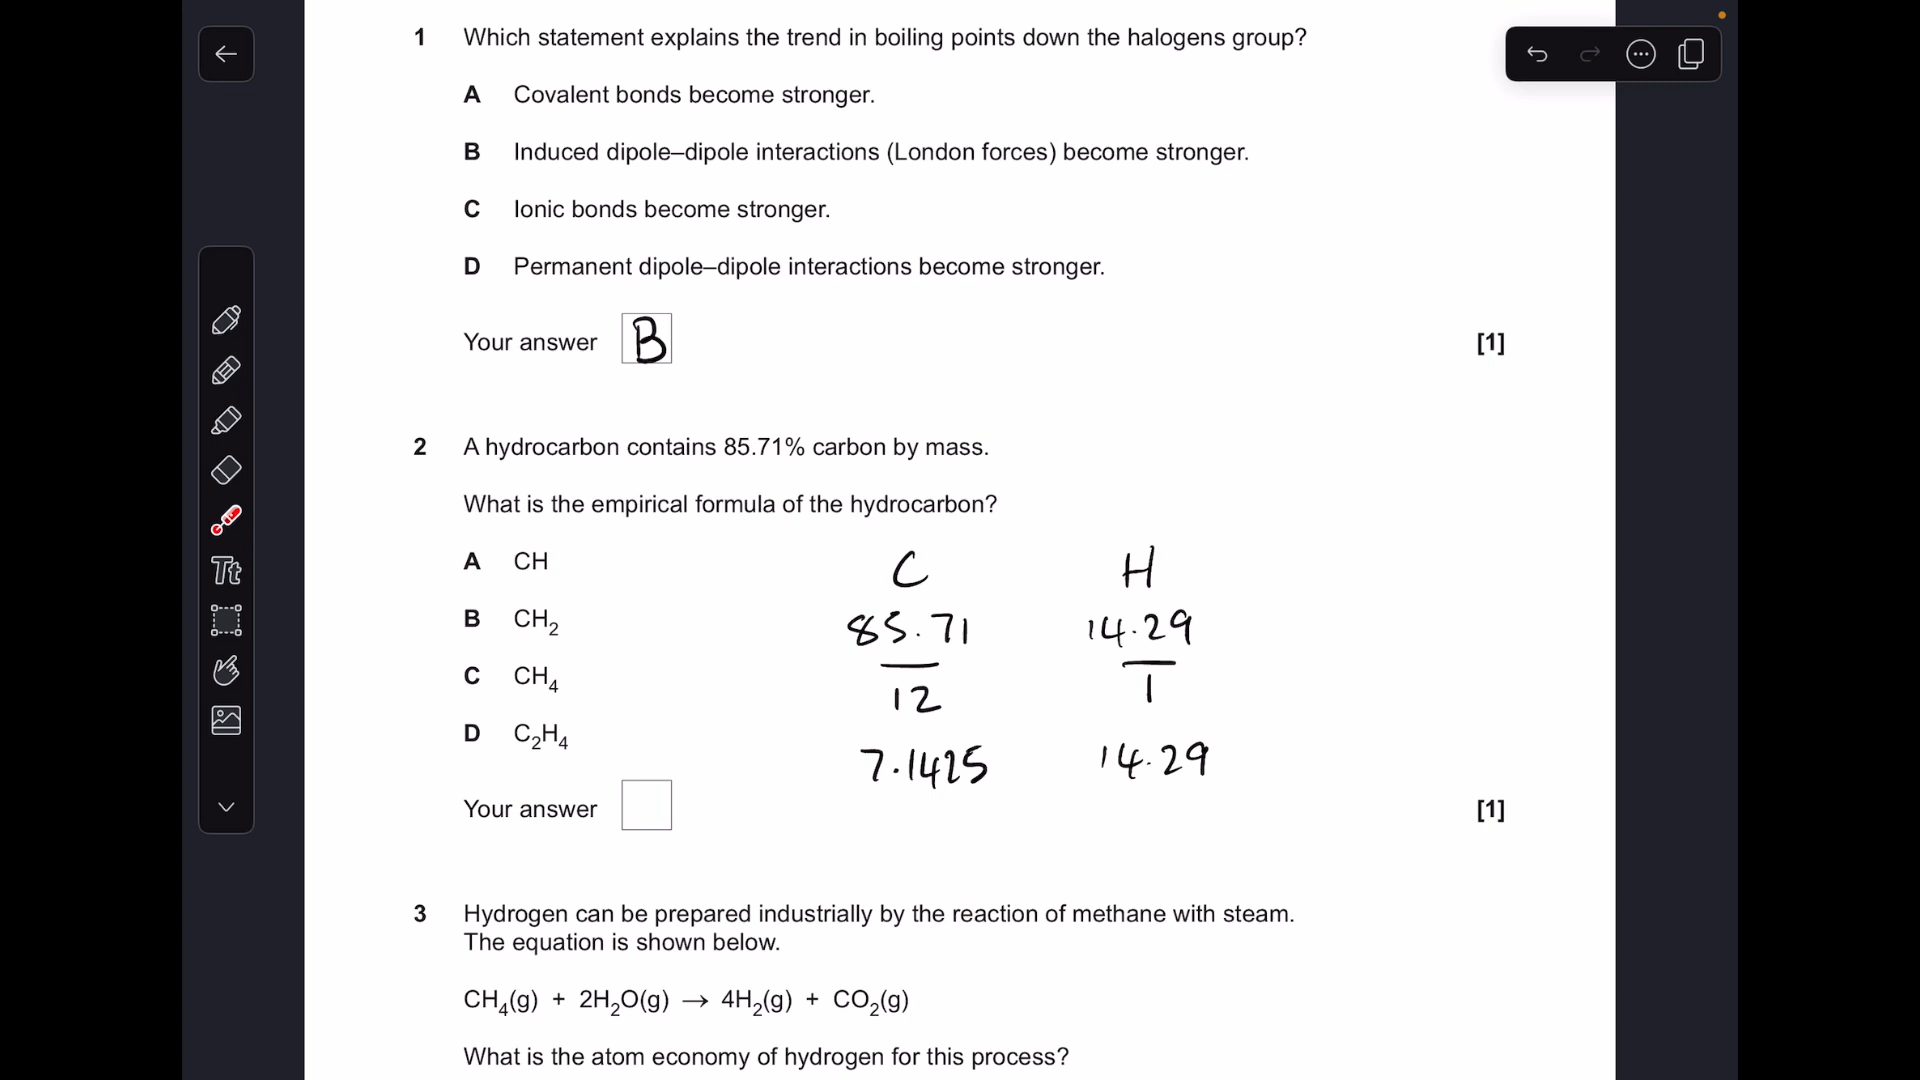 1 Which statement explains the trend in boiling points down the halogens group?
A Covalent bonds become stronger.
B Induced dipole–dipole interactions (London forces) become stronger.
C Ionic bonds become stronger.
D Permanent dipole–dipole interactions become stronger.
Your answer B [1]
2 A hydrocarbon contains 85.71% carbon by mass.
What is the empirical formula of the hydrocarbon?
A CH
B CH₂
C CH₄
D C₂H₄
C H
85.71 14.29
12 1
7.1425 14.29
Your answer [1]
3 Hydrogen can be prepared industrially by the reaction of methane with steam.
The equation is shown below.
CH₄(g) + 2H₂O(g) → 4H₂(g) + CO₂(g)
What is the atom economy of hydrogen for this process?
Tt